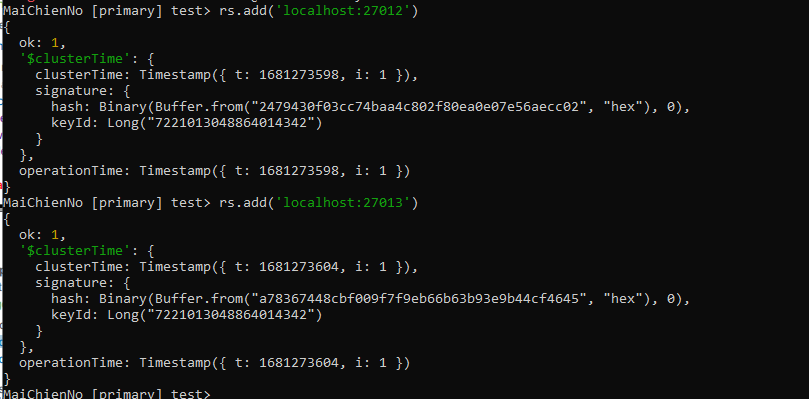 MaiChienNo [primary] test> rs.add('localhost:27012')
{
  ok: 1,
  '$clusterTime': {
    clusterTime: Timestamp({ t: 1681273598, i: 1 }),
    signature: {
      hash: Binary(Buffer.from("2479430f03cc74baa4c802f80ea0e07e56aecc02", "hex"), 0),
      keyId: Long("7221013048864014342")
    }
  },
  operationTime: Timestamp({ t: 1681273598, i: 1 })
}
MaiChienNo [primary] test> rs.add('localhost:27013')
{
  ok: 1,
  '$clusterTime': {
    clusterTime: Timestamp({ t: 1681273604, i: 1 }),
    signature: {
      hash: Binary(Buffer.from("a78367448cbf009f7f9eb66b63b93e9b44cf4645", "hex"), 0),
      keyId: Long("7221013048864014342")
    }
  },
  operationTime: Timestamp({ t: 1681273604, i: 1 })
}
MaiChienNo [primary] test>